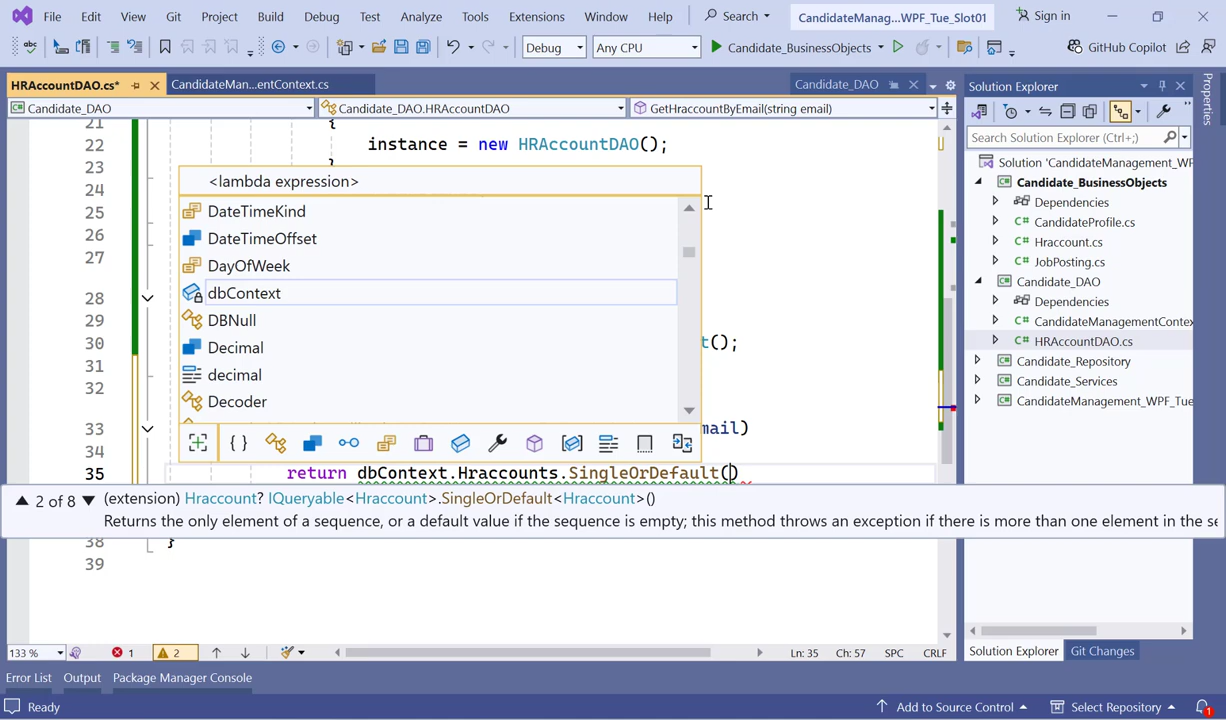 File Edit View Git Project Build Debug Test Analyze Tools Extensions Window Help Search CandidateManag...WPF_Tue_Slot01 Sign in
Debug Any CPU Candidate_BusinessObjects GitHub Copilot
HRAccountDAO.cs* CandidateMan...entContext.cs Candidate_DAO
Candidate_DAO Candidate_DAO.HRAccountDAO GetHraccountByEmail(string email)
21 {
22 instance = new HRAccountDAO();
23
24
25
26
27
28
29
30 t();
31
32
33 mail)
34
35 return dbContext.Hraccounts.SingleOrDefault()
38 }
39
<lambda expression>
DateTimeKind
DateTimeOffset
DayOfWeek
dbContext
DBNull
Decimal
decimal
Decoder
2 of 8 (extension) Hraccount? IQueryable<Hraccount>.SingleOrDefault<Hraccount>()
Returns the only element of a sequence, or a default value if the sequence is empty; this method throws an exception if there is more than one element in the se
133 % 1 2 Ln: 35 Ch: 57 SPC CRLF
Error List Output Package Manager Console
Ready Add to Source Control Select Repository 1
Solution Explorer
Search Solution Explorer (Ctrl+;)
Solution 'CandidateManagement_W
Candidate_BusinessObjects
Dependencies
CandidateProfile.cs
Hraccount.cs
JobPosting.cs
Candidate_DAO
Dependencies
CandidateManagementContex
HRAccountDAO.cs
Candidate_Repository
Candidate_Services
CandidateManagement_WPF_Tue
Solution Explorer Git Changes
Properties